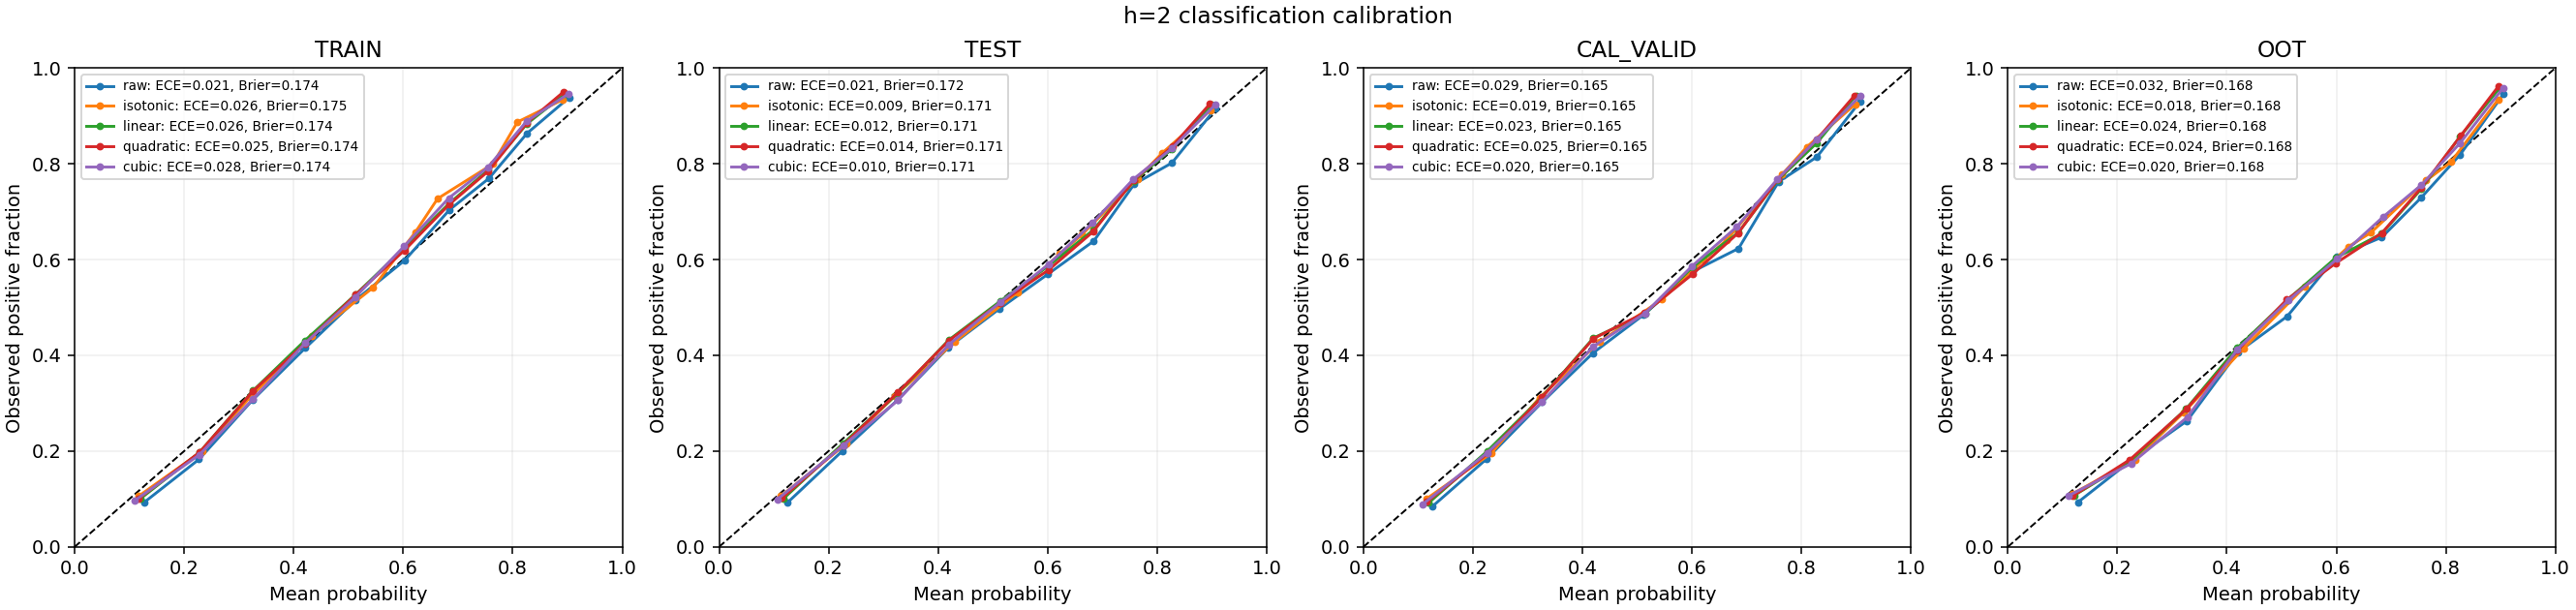 h=2 classification calibration
TRAIN
raw: ECE=0.021, Brier=0.174
isotonic: ECE=0.026, Brier=0.175
linear: ECE=0.026, Brier=0.174
quadratic: ECE=0.025, Brier=0.174
cubic: ECE=0.028, Brier=0.174
Observed positive fraction
1.0
0.8
0.6
0.4
0.2
0.0
0.0 0.2 0.4 0.6 0.8 1.0
Mean probability
TEST
raw: ECE=0.021, Brier=0.172
isotonic: ECE=0.009, Brier=0.171
linear: ECE=0.012, Brier=0.171
quadratic: ECE=0.014, Brier=0.171
cubic: ECE=0.010, Brier=0.171
Observed positive fraction
1.0
0.8
0.6
0.4
0.2
0.0
0.0 0.2 0.4 0.6 0.8 1.0
Mean probability
CAL_VALID
raw: ECE=0.029, Brier=0.165
isotonic: ECE=0.019, Brier=0.165
linear: ECE=0.023, Brier=0.165
quadratic: ECE=0.025, Brier=0.165
cubic: ECE=0.020, Brier=0.165
Observed positive fraction
1.0
0.8
0.6
0.4
0.2
0.0
0.0 0.2 0.4 0.6 0.8 1.0
Mean probability
OOT
raw: ECE=0.032, Brier=0.168
isotonic: ECE=0.018, Brier=0.168
linear: ECE=0.024, Brier=0.168
quadratic: ECE=0.024, Brier=0.168
cubic: ECE=0.020, Brier=0.168
Observed positive fraction
1.0
0.8
0.6
0.4
0.2
0.0
0.0 0.2 0.4 0.6 0.8 1.0
Mean probability